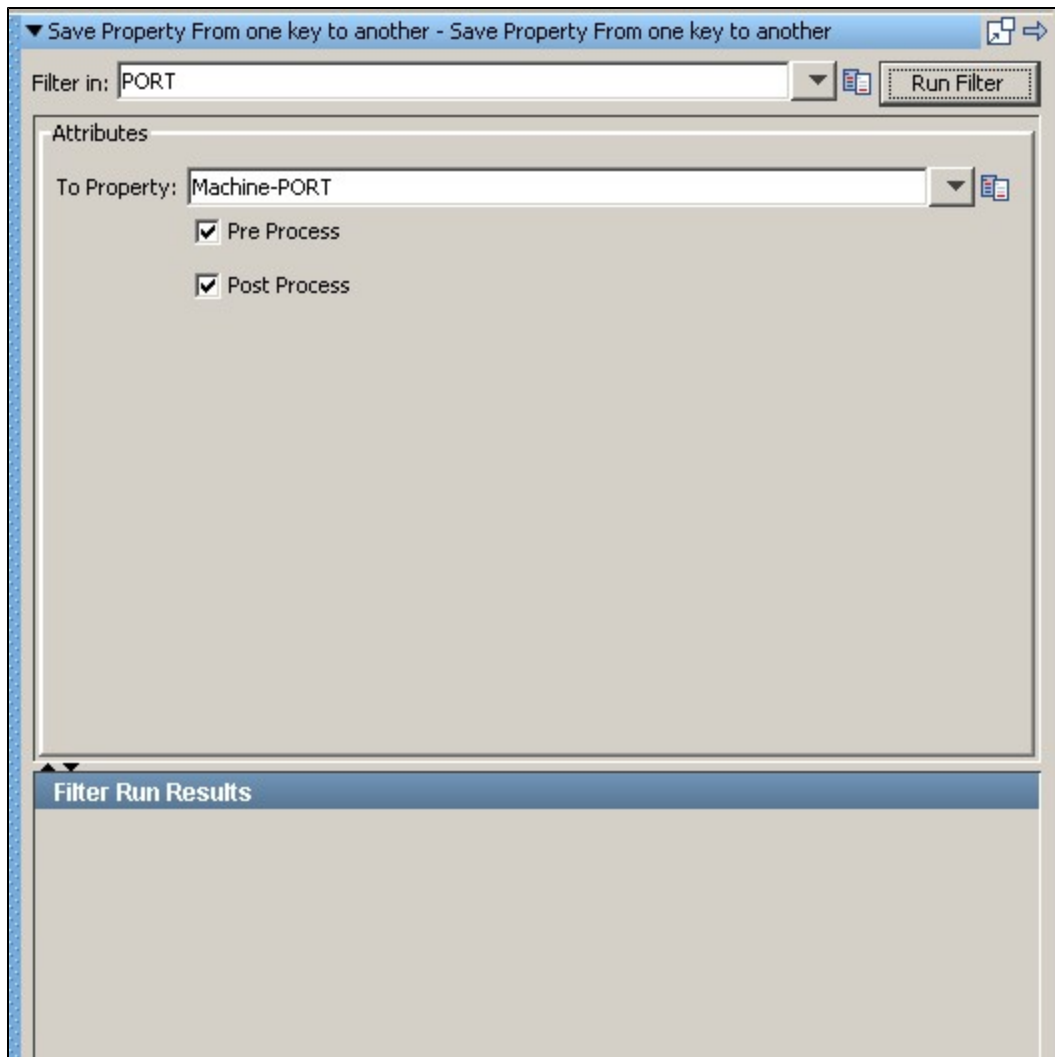 Save Property From one key to another - Save Property From one key to another
Filter in: PORT Run Filter
Attributes
To Property: Machine-PORT
Pre Process
Post Process
Filter Run Results